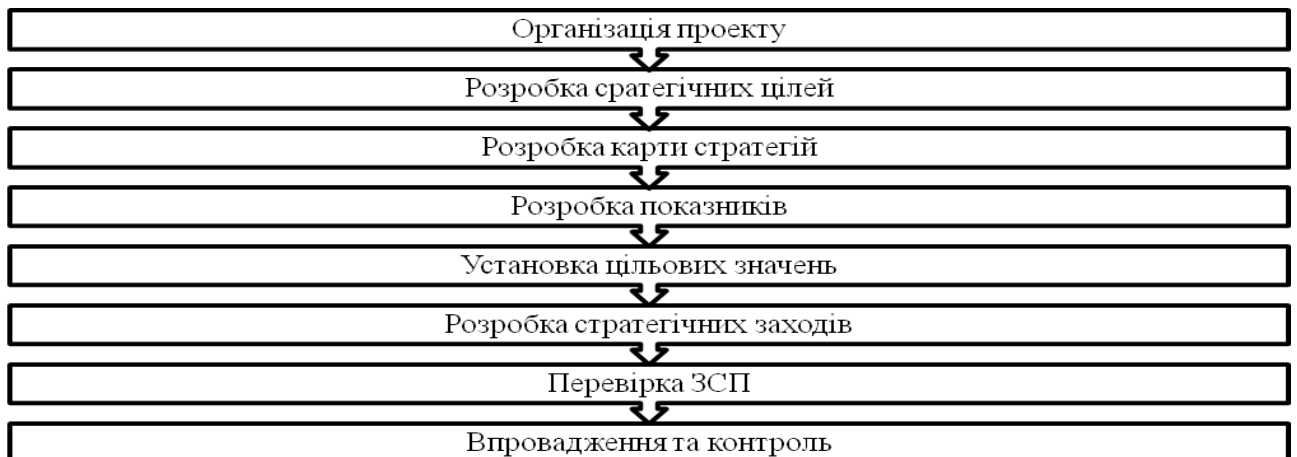 Організація проекту
Розробка сратегічних цілей
Розробка карти стратегій
Розробка показників
Установка цільових значень
Розробка стратегічних заходів
Перевірка ЗСП
Впровадження та контроль